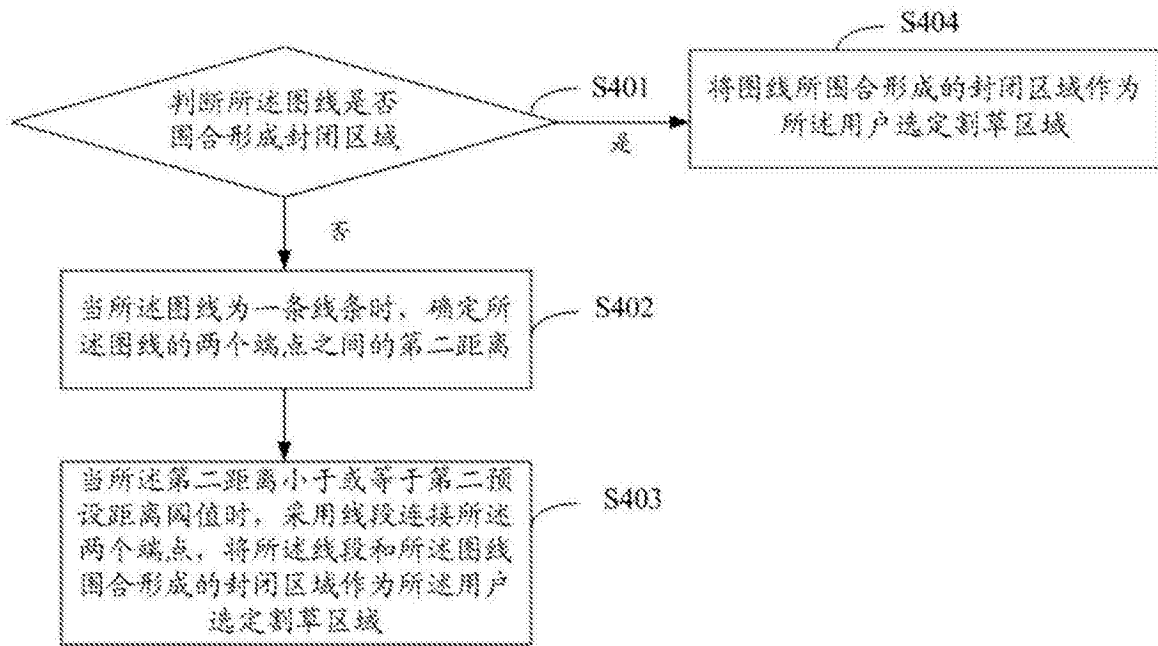 S404
判断所述图线是否
围合形成封闭区域
S401
是
将图线所围合形成的封闭区域作为
所述用户选定割草区域
否
当所述图线为一条线条时，确定所
述图线的两个端点之间的第二距离
S402
当所述第二距离小于或等于第二预
设距离阈值时，采用线段连接所述
两个端点，将所述线段和所述图线
围合形成的封闭区域作为所述用户
选定割草区域
S403